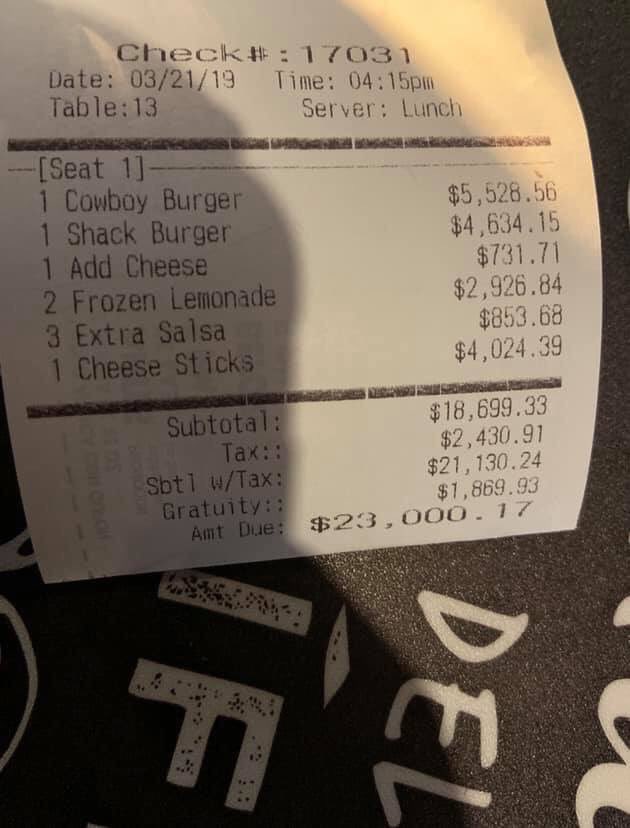 Check#:17031
Date: 03/21/19 Time: 04:15pm
Table:13 Server: Lunch
[Seat 1]
1 Cowboy Burger $5,528.56
1 Shack Burger $4,634.15
1 Add Cheese $731.71
2 Frozen Lemonade $2,926.84
3 Extra Salsa $853.68
1 Cheese Sticks $4,024.39
Subtotal: $18,699.33
Tax:: $2,430.91
Sbtl w/Tax: $21,130.24
Gratuity:: $1,869.93
Amt Due: $23,000.17
DEL